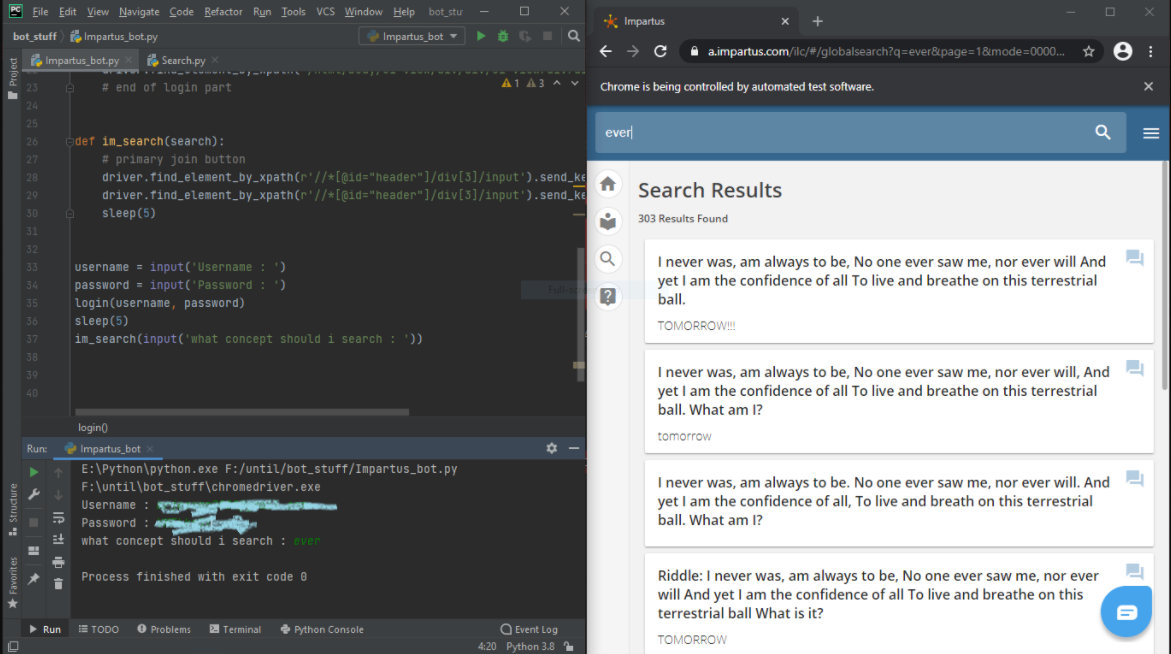 File Edit View Navigate Code Refactor Run Tools VCS Window Help bot_stu
bot_stuff Impartus_bot.py Impartus_bot
Impartus_bot.py Search.py
Project
1 3
23 # end of login part
24
25
26 def im_search(search):
27 # primary join button
28 driver.find_element_by_xpath(r'//*[@id="header"]/div[3]/input').send_ke
29 driver.find_element_by_xpath(r'//*[@id="header"]/div[3]/input').send_ke
30 sleep(5)
31
32
33 username = input('Username : ')
34 password = input('Password : ')
35 login(username, password)
36 sleep(5)
37 im_search(input('what concept should i search : '))
38
39
40
login()
Run: Impartus_bot
E:\Python\python.exe F:/until/bot_stuff/Impartus_bot.py
F:\until\bot_stuff\chromedriver.exe
Username :
Password :
what concept should i search : ever
Process finished with exit code 0
Structure
Favorites
Run TODO Problems Terminal Python Console Event Log
4:20 Python 3.8
Impartus
a.impartus.com/ilc/#/globalsearch?q=ever&page=1&mode=0000...
Chrome is being controlled by automated test software.
ever
Search Results
303 Results Found
I never was, am always to be, No one ever saw me, nor ever will And
yet I am the confidence of all To live and breathe on this terrestrial
ball.
TOMORROW!!!
I never was, am always to be, No one ever saw me, nor ever will, And
yet I am the confidence of all To live and breathe on this terrestrial
ball. What am I?
tomorrow
I never was, am always to be. No one ever saw me, nor ever will. And
yet I am the confidence of all, To live and breath on this terrestrial
ball. What am I?
Riddle: I never was, am always to be, No one ever saw me, nor ever
will And yet I am the confidence of all To live and breathe on this
terrestrial ball What is it?
TOMORROW